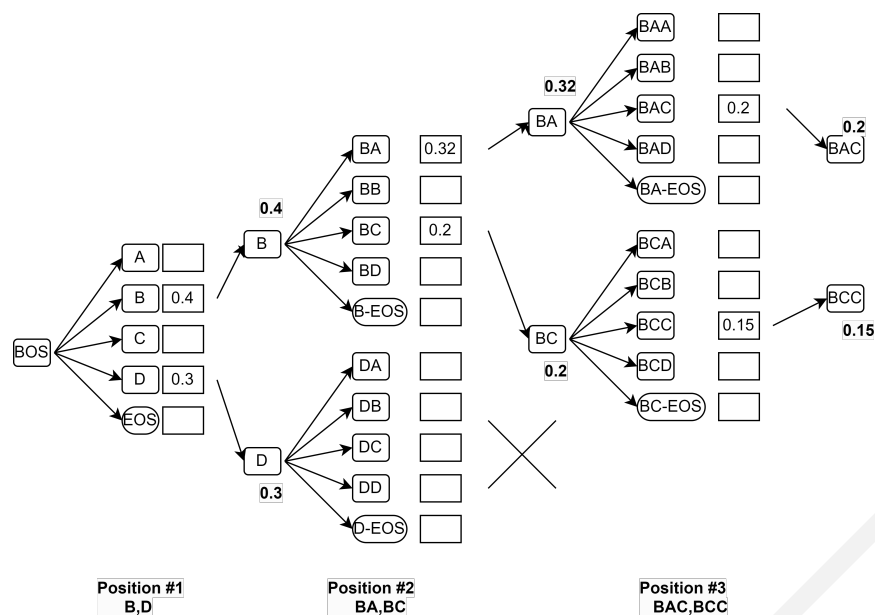 BOS
A
B 0.4
C
D 0.3
EOS
0.4
B
D
0.3
BA 0.32
BB
BC 0.2
BD
B-EOS
DA
DB
DC
DD
D-EOS
0.32
BA
BC
0.2
BAA
BAB
BAC 0.2
BAD
BA-EOS
BCA
BCB
BCC 0.15
BCD
BC-EOS
0.2
BAC
BCC
0.15
Position #1
B,D
Position #2
BA,BC
Position #3
BAC,BCC